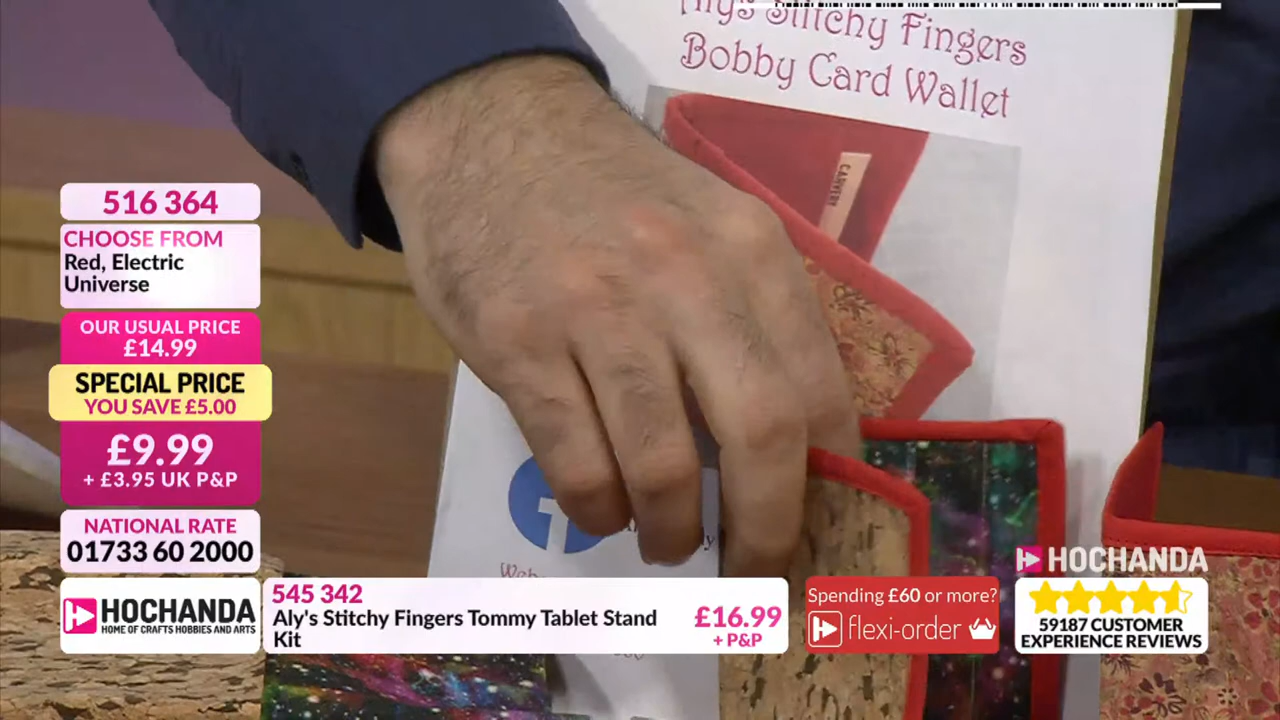 Aly's Stitchy Fingers
Bobby Card Wallet
CANVERY
516 364
CHOOSE FROM
Red, Electric
Universe
OUR USUAL PRICE
£14.99
SPECIAL PRICE
YOU SAVE £5.00
£9.99
+ £3.95 UK P&P
NATIONAL RATE
01733 60 2000
HOCHANDA
HOME OF CRAFTS HOBBIES AND ARTS
545 342
Aly's Stitchy Fingers Tommy Tablet Stand
Kit
£16.99
+ P&P
Spending £60 or more?
flexi-order
HOCHANDA
59187 CUSTOMER
EXPERIENCE REVIEWS